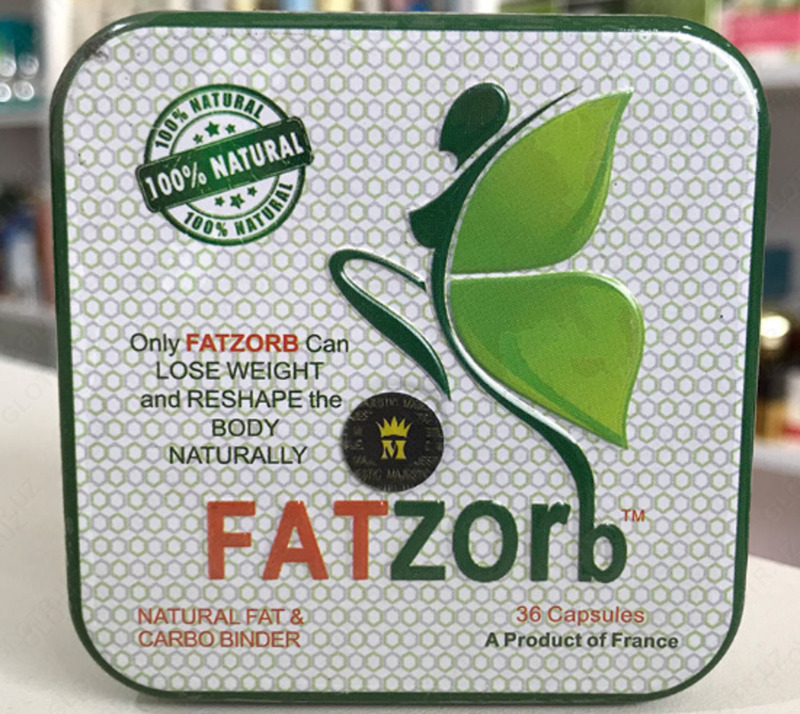 100% NATURAL
100% NATURAL
100% NATURAL
Only FATZORB Can
LOSE WEIGHT
and RESHAPE the
BODY
NATURALLY
M
FATZOrb™
NATURAL FAT &
CARBO BINDER
36 Capsules
A Product of France